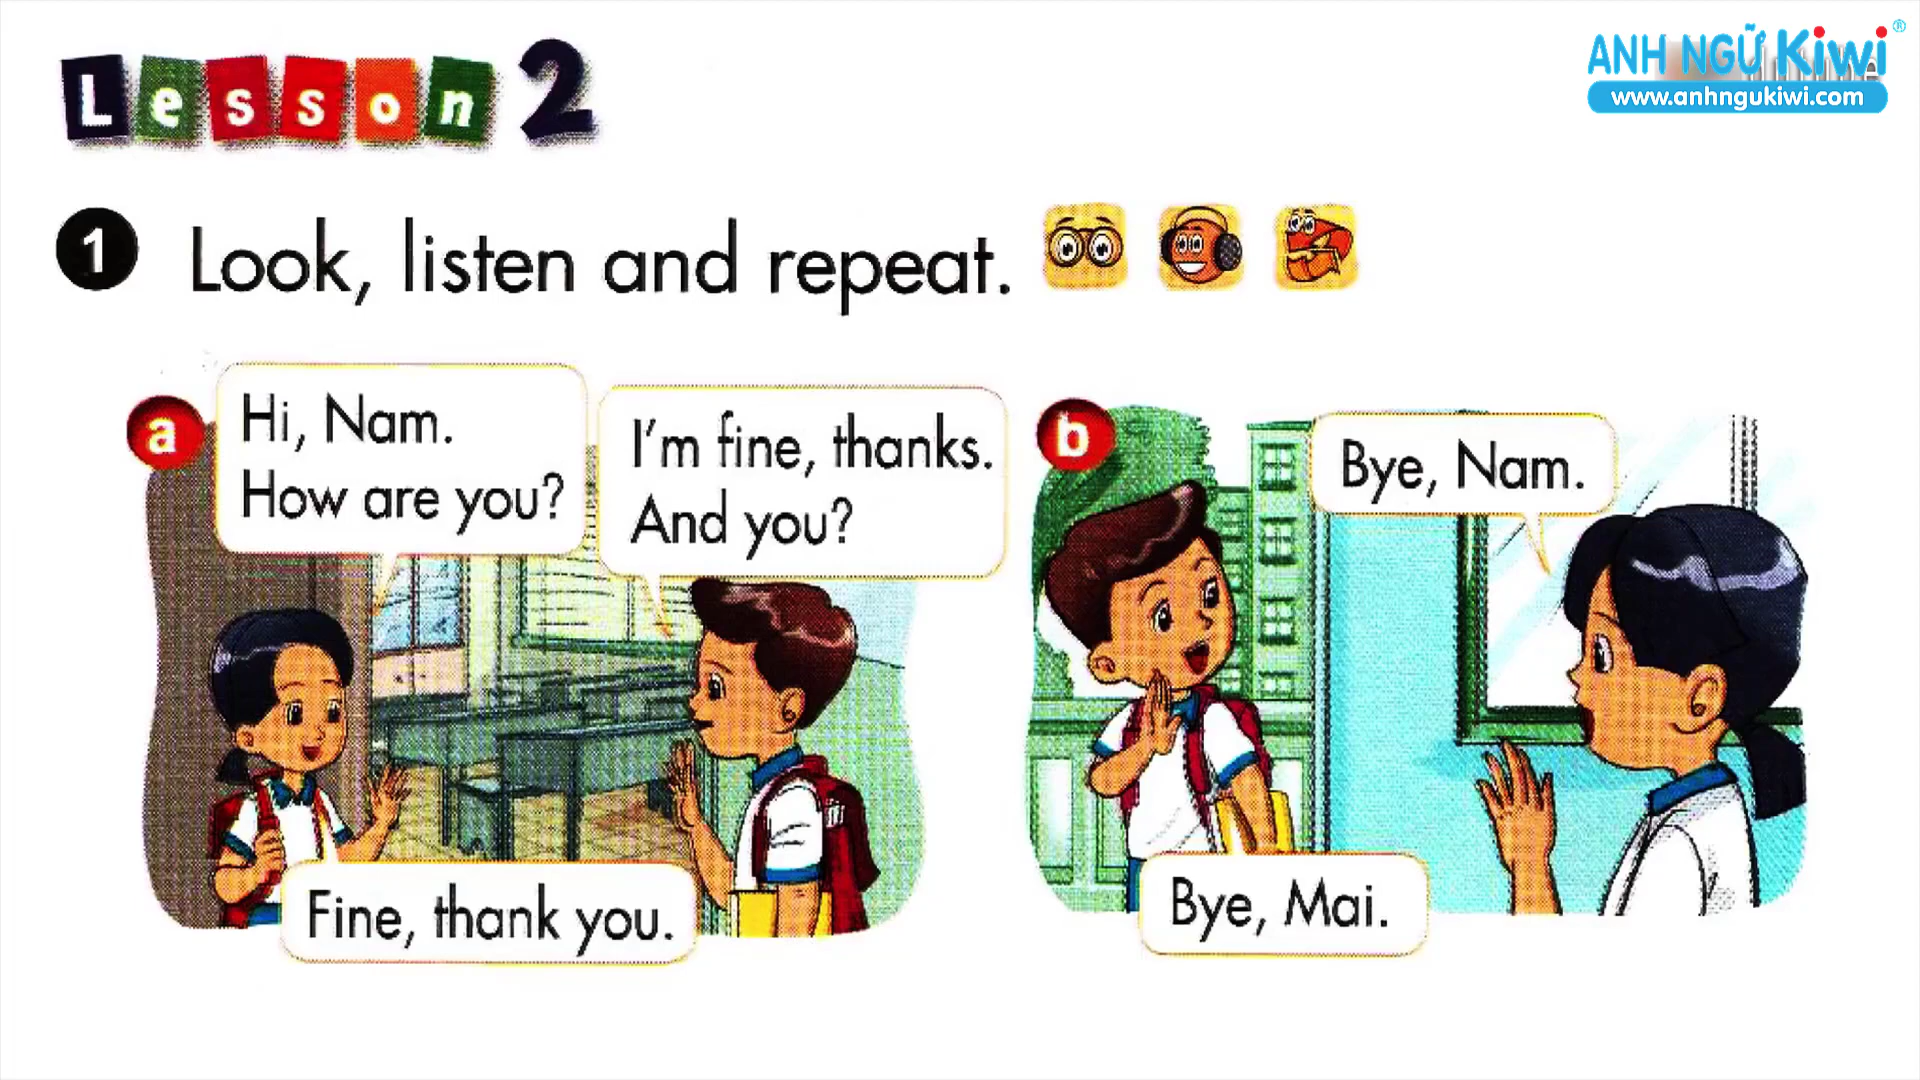 Lesson 2
ANH NGỮ Kiwi ®
www.anhngukiwi.com
1 Look, listen and repeat.
a
Hi, Nam.
How are you?
I'm fine, thanks.
And you?
Fine, thank you.
b
Bye, Nam.
Bye, Mai.